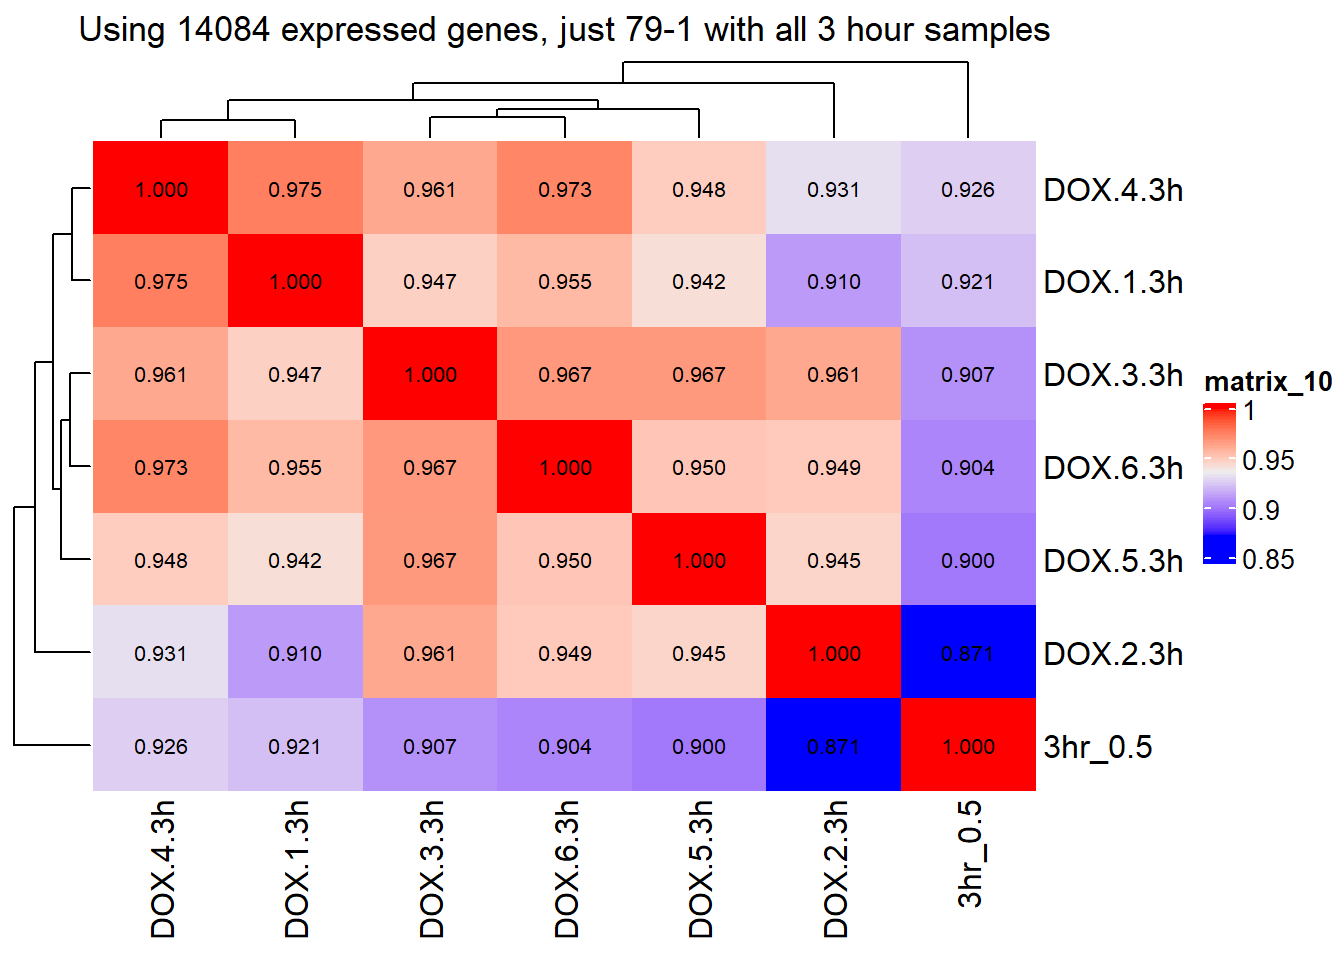 Using 14084 expressed genes, just 79-1 with all 3 hour samples
1.000 0.975 0.961 0.973 0.948 0.931 0.926 DOX.4.3h
0.975 1.000 0.947 0.955 0.942 0.910 0.921 DOX.1.3h
0.961 0.947 1.000 0.967 0.967 0.961 0.907 DOX.3.3h
0.973 0.955 0.967 1.000 0.950 0.949 0.904 DOX.6.3h
0.948 0.942 0.967 0.950 1.000 0.945 0.900 DOX.5.3h
0.931 0.910 0.961 0.949 0.945 1.000 0.871 DOX.2.3h
0.926 0.921 0.907 0.904 0.900 0.871 1.000 3hr_0.5
DOX.4.3h
DOX.1.3h
DOX.3.3h
DOX.6.3h
DOX.5.3h
DOX.2.3h
3hr_0.5
matrix_10
1
0.95
0.9
0.85